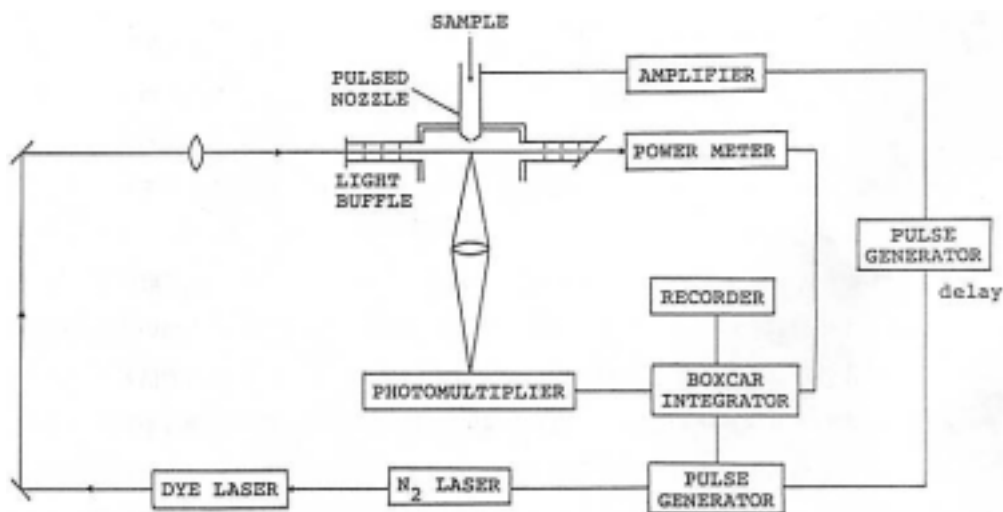 SAMPLE
PULSED
NOZZLE
AMPLIFIER
POWER METER
LIGHT
BUFFLE
PULSE
GENERATOR
delay
RECORDER
PHOTOMULTIPLIER
BOXCAR
INTEGRATOR
DYE LASER
N2 LASER
PULSE
GENERATOR